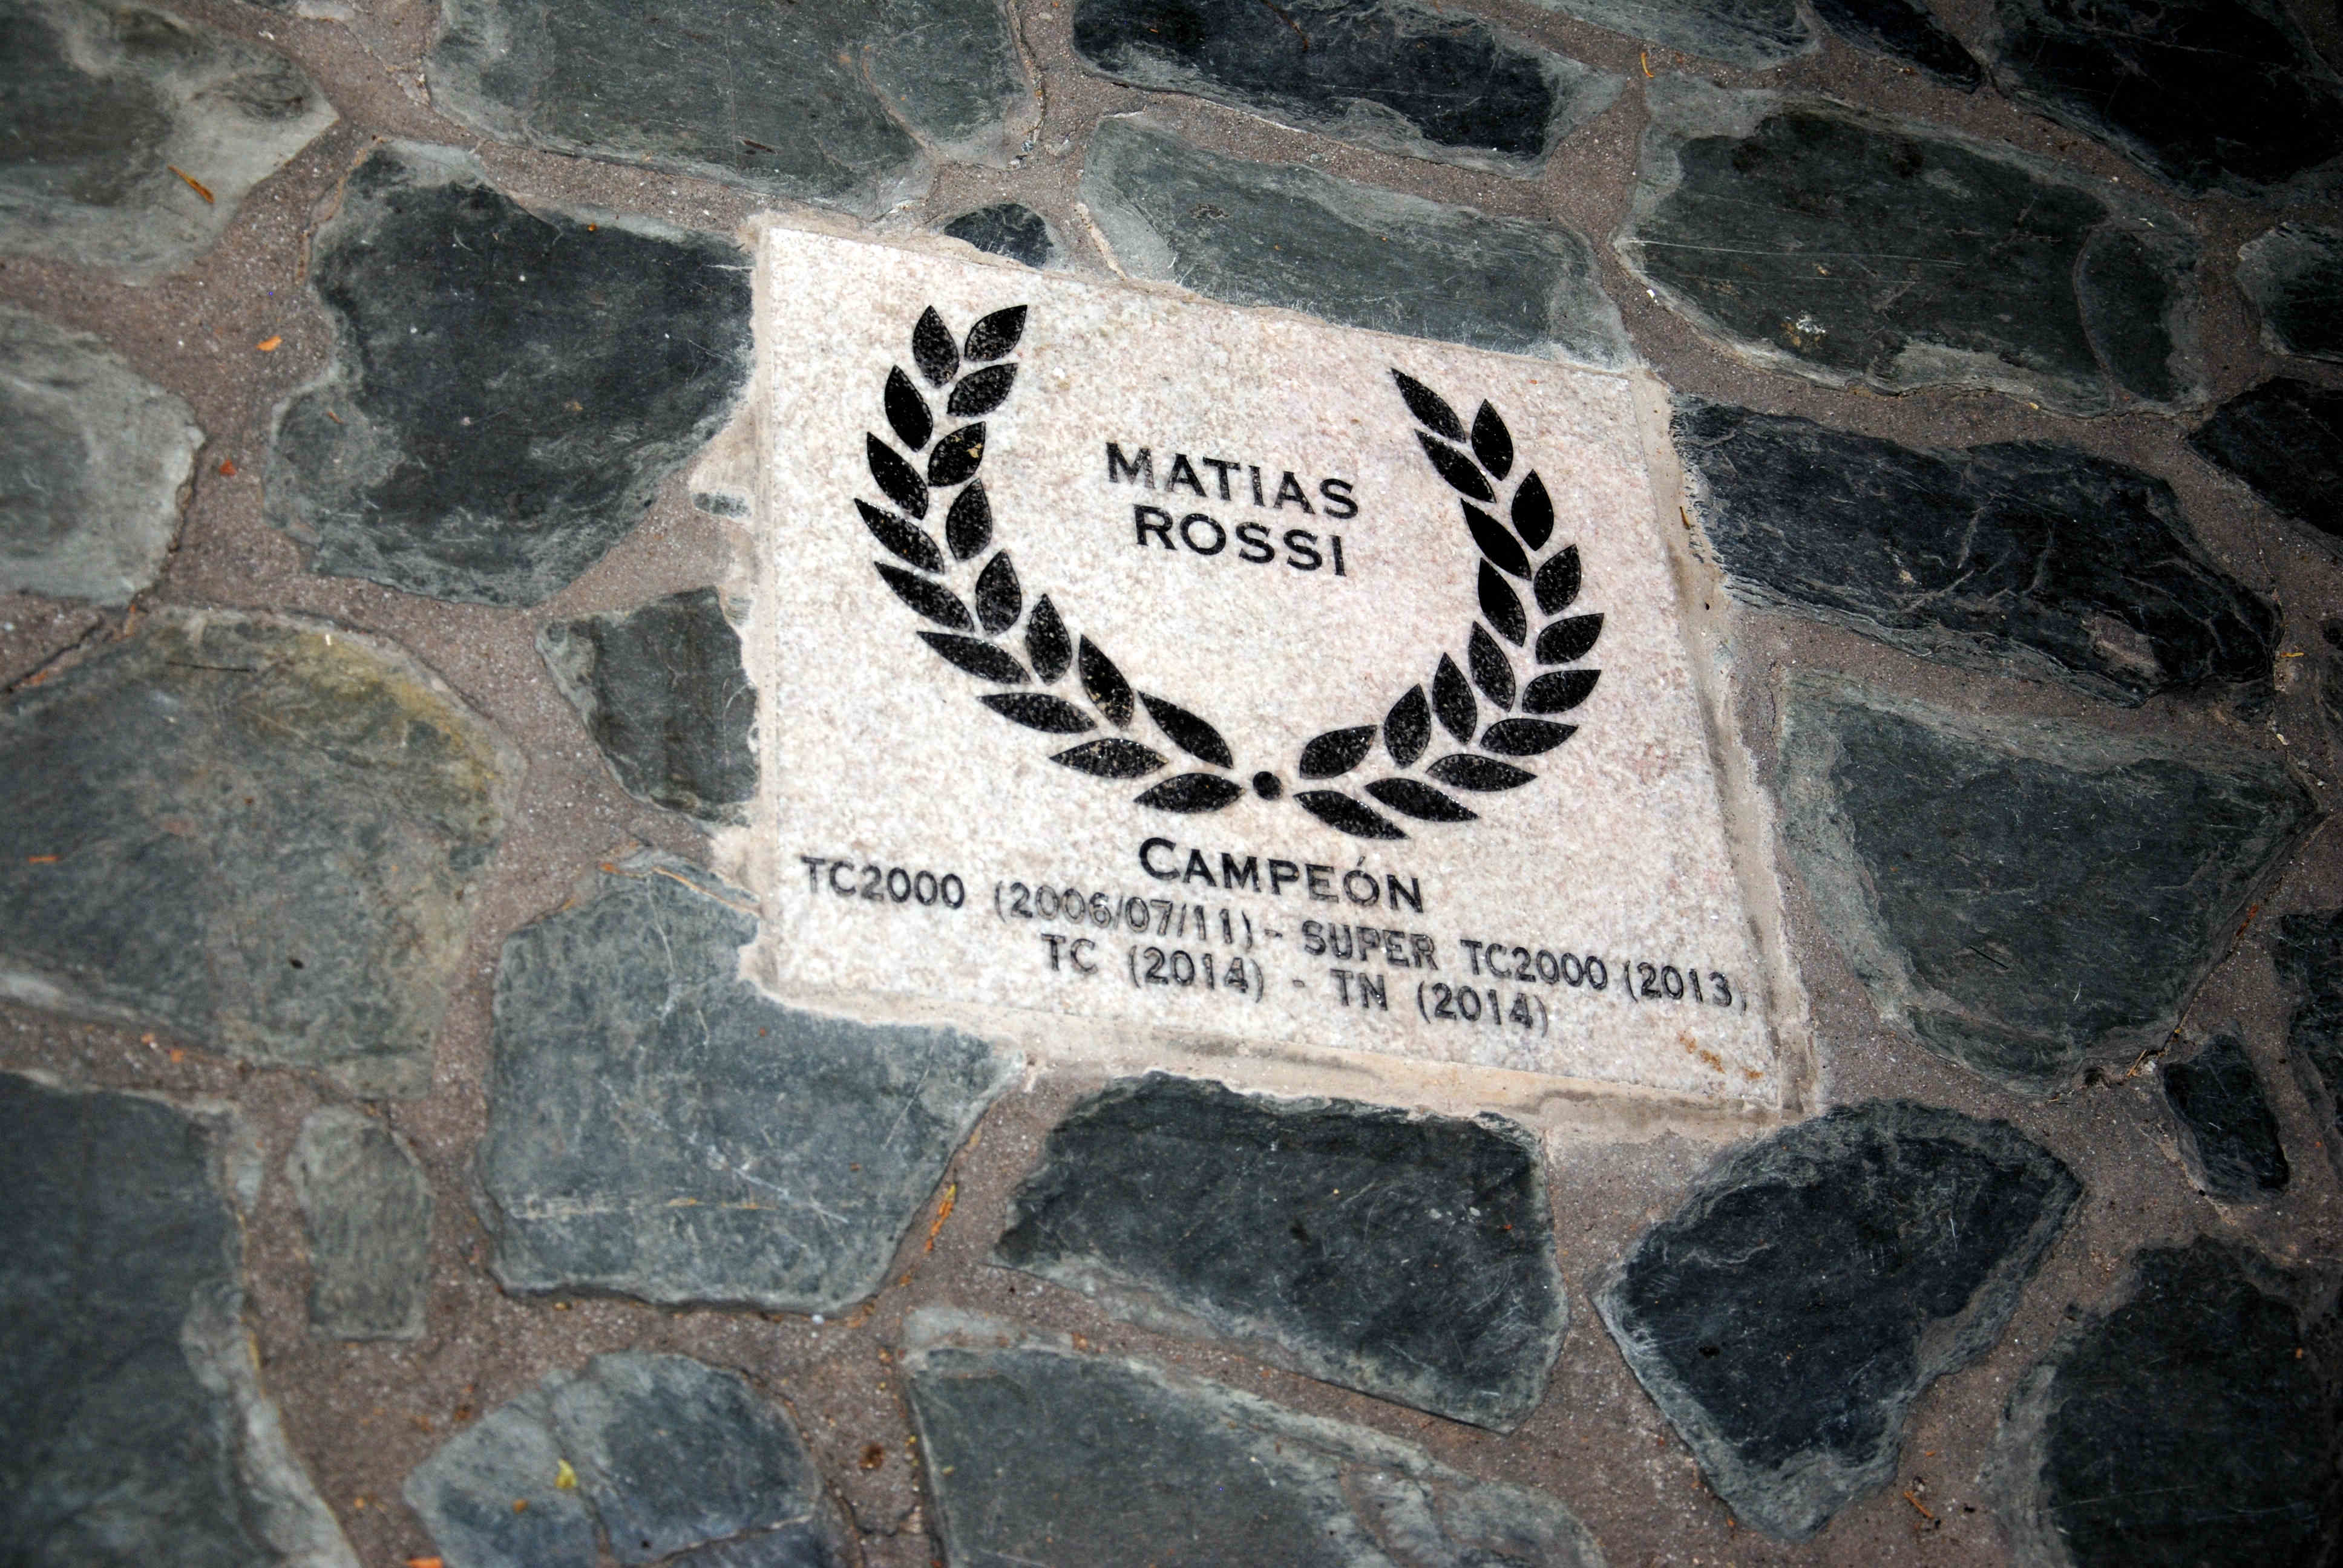 MATIAS
ROSSI
CAMPEÓN
TC2000 (2006/07/11) - SUPER TC2000 (2013)
TC (2014) - TN (2014)